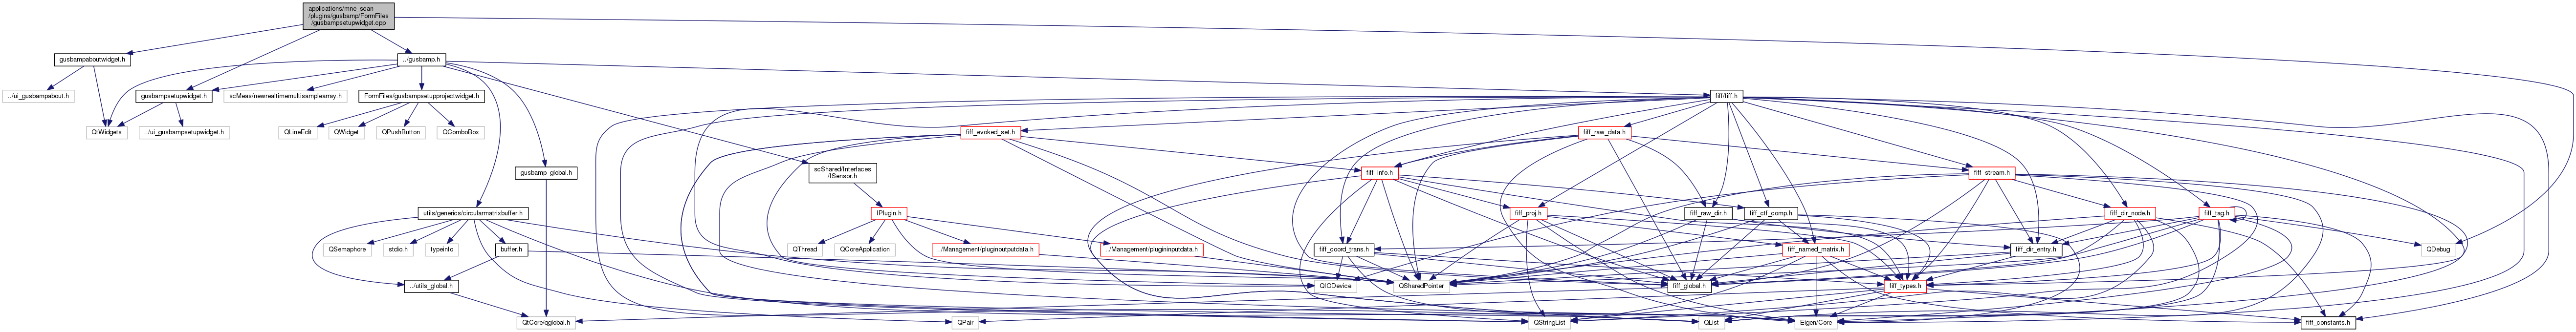 applications/mne_scan
/plugins/gusbamp/FormFiles
/gusbampsetupwidget.cpp
gusbampaboutwidget.h
../gusbamp.h
../ui_gusbampabout.h
gusbampsetupwidget.h
scMeas/newrealtimemultisamplearray.h
FormFiles/gusbampsetupprojectwidget.h
fiff/fiff.h
QtWidgets
../ui_gusbampsetupwidget.h
QLineEdit
QWidget
QPushButton
QComboBox
fiff_evoked_set.h
fiff_raw_data.h
gusbamp_global.h
scShared/Interfaces
/ISensor.h
fiff_info.h
fiff_stream.h
utils/generics/circularmatrixbuffer.h
IPlugin.h
fiff_proj.h
fiff_raw_dir.h
fiff_ctf_comp.h
fiff_dir_node.h
fiff_tag.h
QSemaphore
stdio.h
typeinfo
buffer.h
QThread
QCoreApplication
../Management/pluginoutputdata.h
../Management/plugininputdata.h
fiff_coord_trans.h
fiff_named_matrix.h
fiff_dir_entry.h
QDebug
../utils_global.h
QIODevice
QSharedPointer
fiff_global.h
fiff_types.h
QtCore/qglobal.h
QPair
QStringList
QList
Eigen/Core
fiff_constants.h